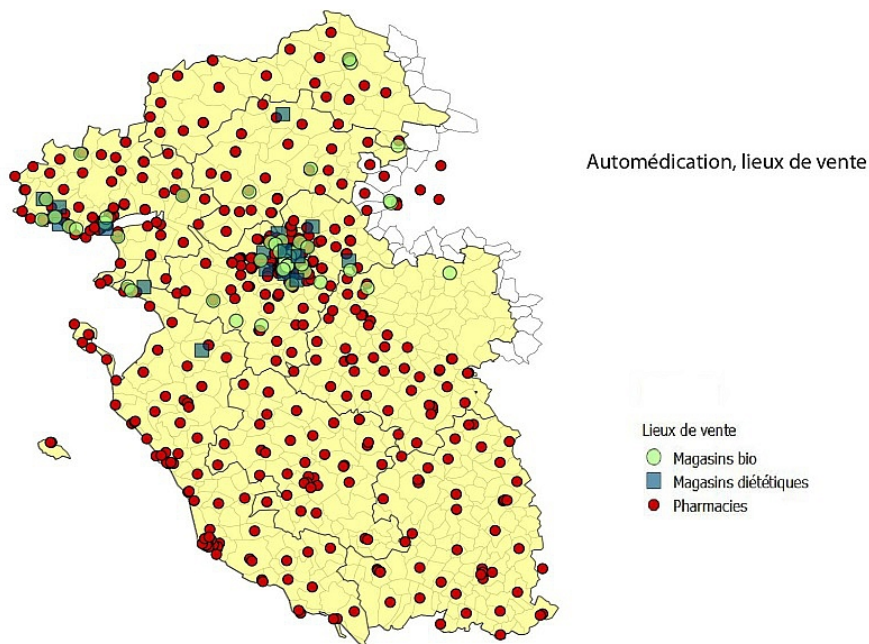 Automédication, lieux de vente
Lieux de vente
Magasins bio
Magasins diététiques
Pharmacies